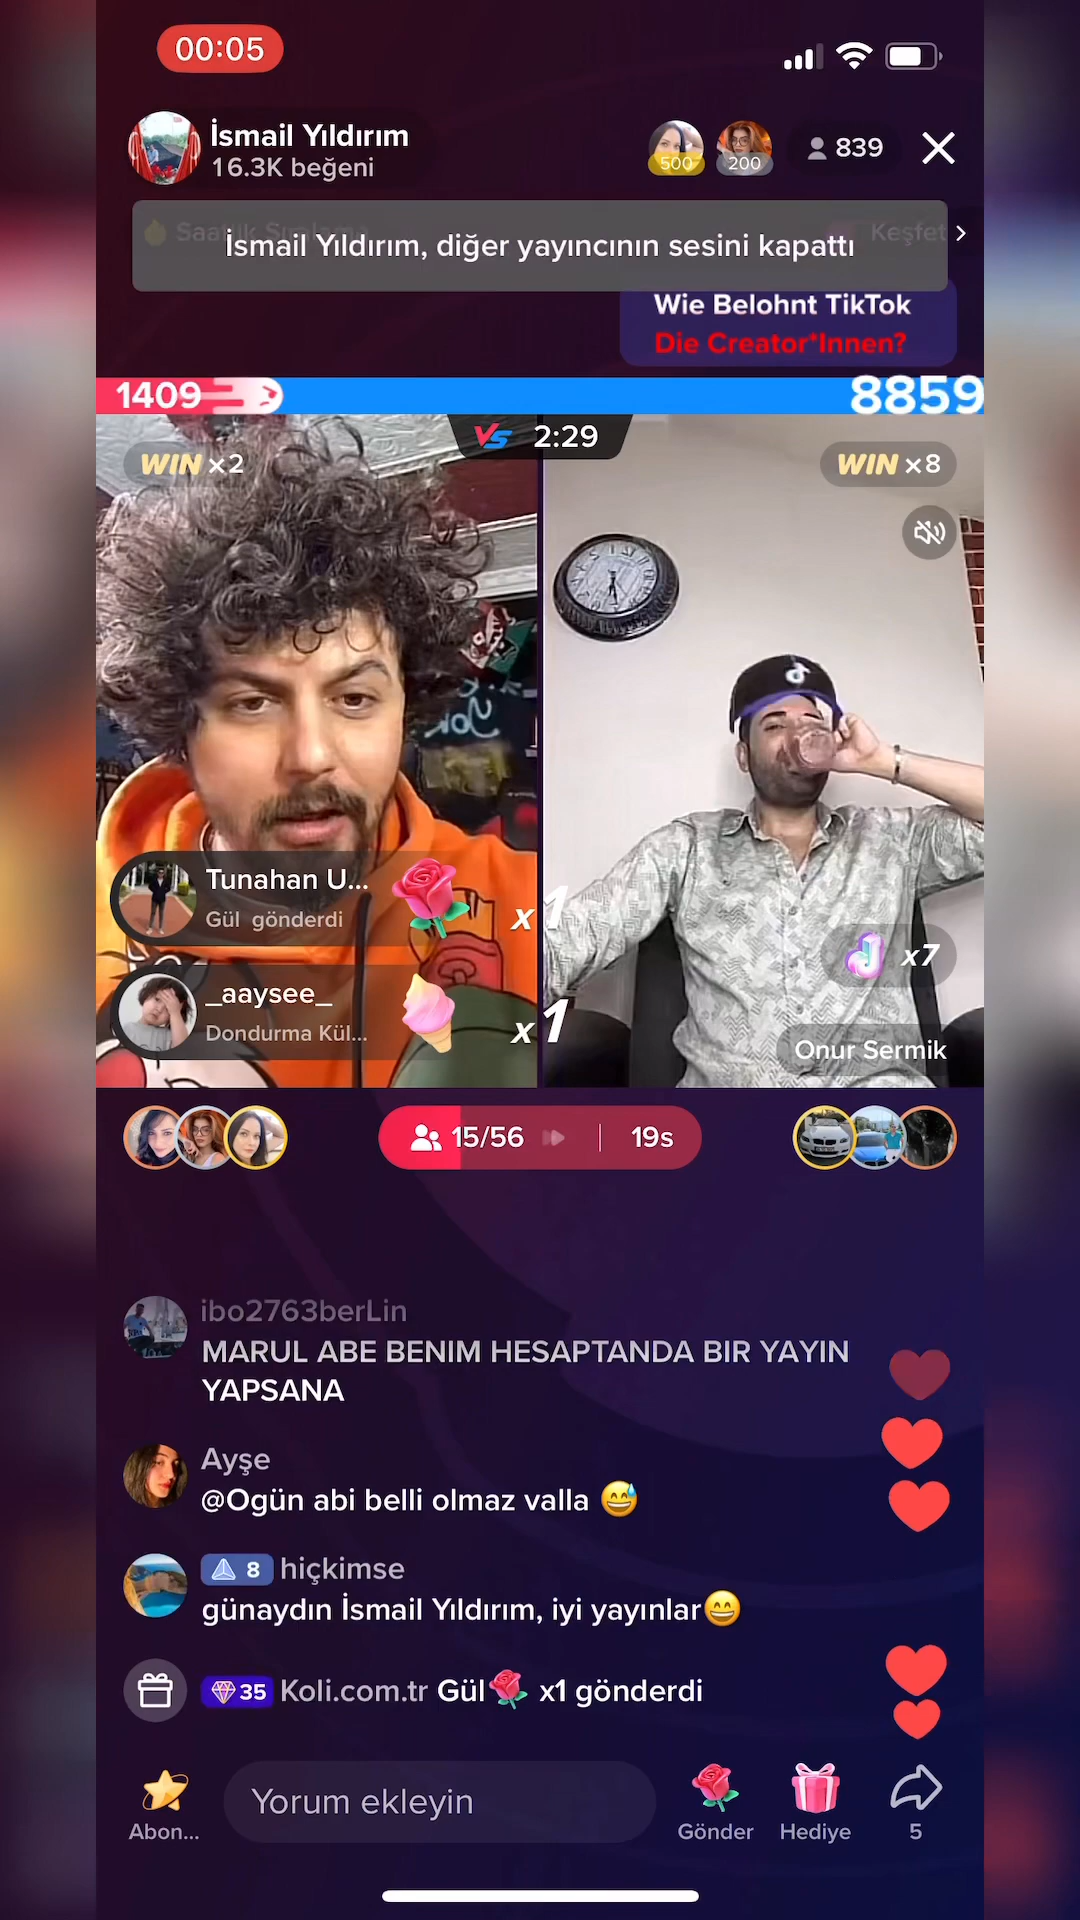 00:05
İsmail Yıldırım
16.3K beğeni
500
200
839
Keşfet
İsmail Yıldırım, diğer yayıncının sesini kapattı
Wie Belohnt TikTok
Die Creator*Innen?
1409
8859
VS 2:29
WIN x2
WIN x8
Tunahan U...
Gül gönderdi
x1
_aaysee_
Dondurma Kül...
x1
x7
Onur Sermik
15/56
19s
ibo2763berLin
MARUL ABE BENIM HESAPTANDA BIR YAYIN
YAPSANA
Ayşe
@Ogün abi belli olmaz valla 😅
8 hiçkimse
günaydın İsmail Yıldırım, iyi yayınlar😄
35 Koli.com.tr Gül🌹 x1 gönderdi
Yorum ekleyin
Abon...
Gönder
Hediye
5